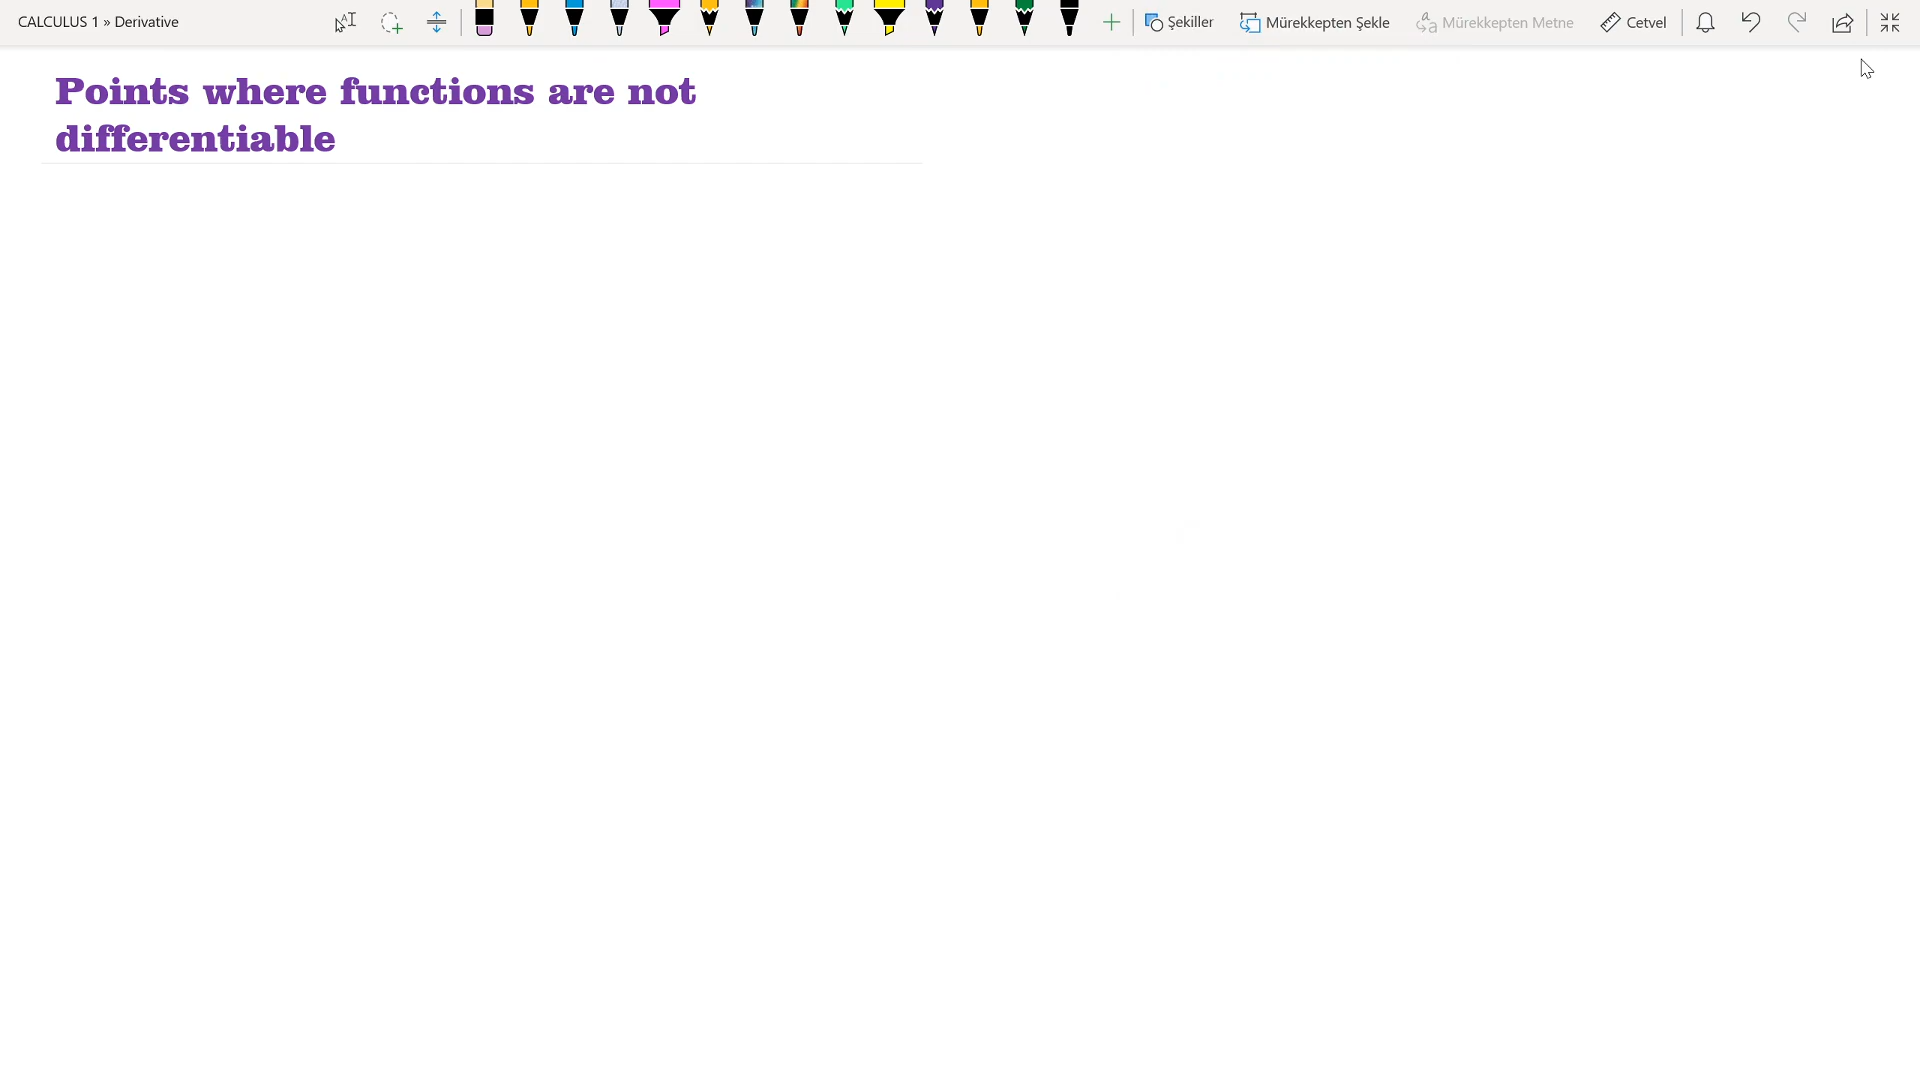 CALCULUS 1 » Derivative
Şekiller
Mürekkepten Şekle
Mürekkepten Metne
Cetvel
Points where functions are not
differentiable